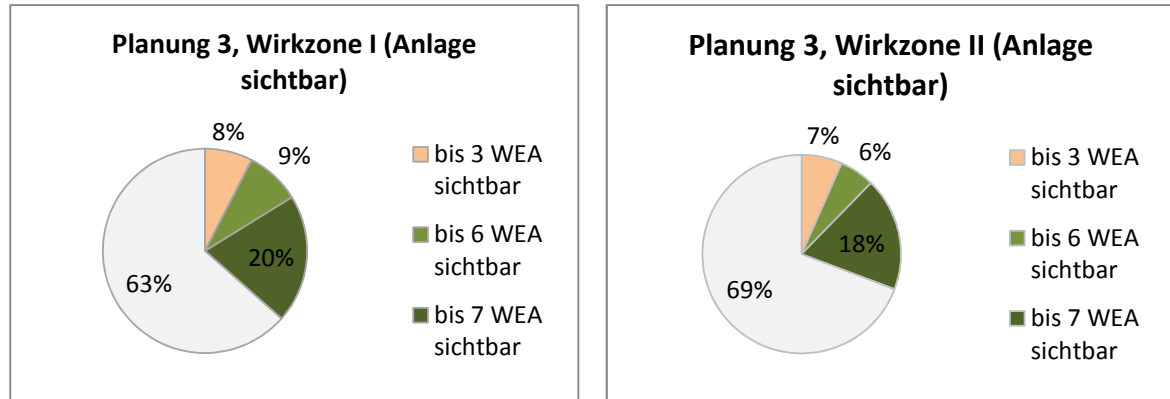 Planung 3, Wirkzone I (Anlage
sichtbar)
8%
9%
20%
63%
bis 3 WEA
sichtbar
bis 6 WEA
sichtbar
bis 7 WEA
sichtbar
Planung 3, Wirkzone II (Anlage
sichtbar)
7%
6%
18%
69%
bis 3 WEA
sichtbar
bis 6 WEA
sichtbar
bis 7 WEA
sichtbar